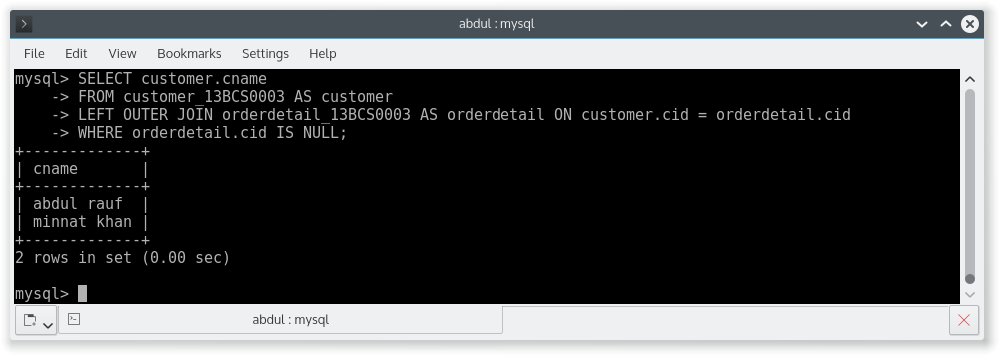 abdul : mysql
File Edit View Bookmarks Settings Help
mysql> SELECT customer.cname
    -> FROM customer_13BCS0003 AS customer
    -> LEFT OUTER JOIN orderdetail_13BCS0003 AS orderdetail ON customer.cid = orderdetail.cid
    -> WHERE orderdetail.cid IS NULL;
+-------------+
| cname       |
+-------------+
| abdul rauf  |
| minnat khan |
+-------------+
2 rows in set (0.00 sec)
mysql>
abdul : mysql